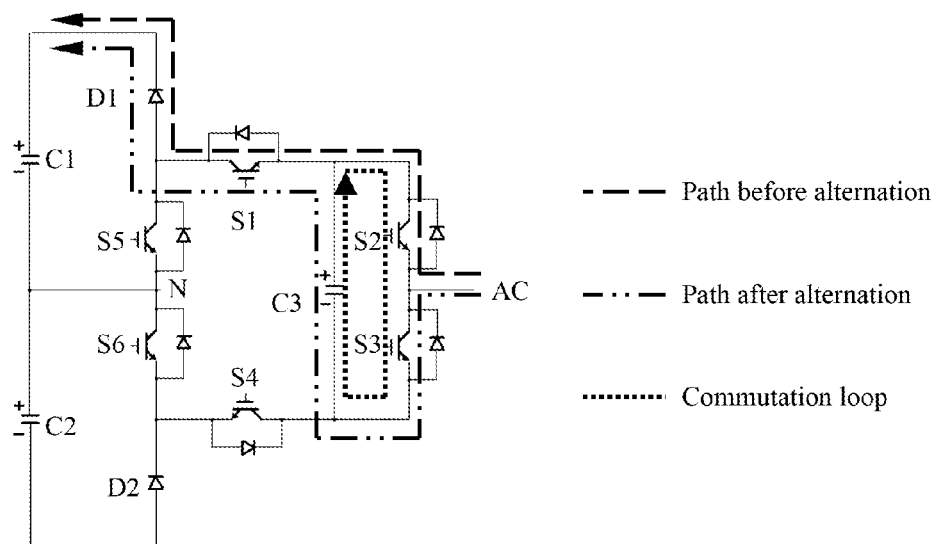 D1
+
C1
−
S1
Path before alternation
S5
S2
N
+
C3
−
AC
Path after alternation
S6
S3
S4
+
C2
−
Commutation loop
D2